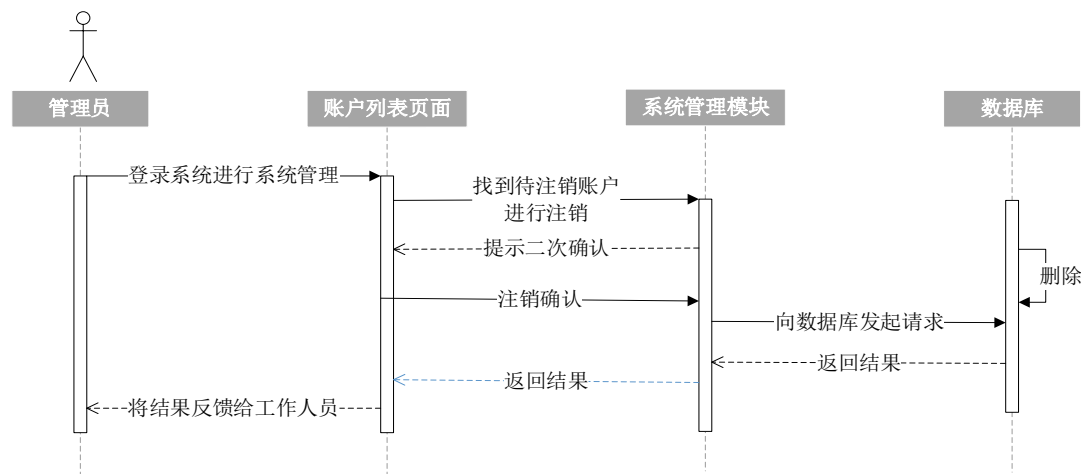 管理员
账户列表页面
系统管理模块
数据库
登录系统进行系统管理
找到待注销账户
进行注销
提示二次确认
删除
注销确认
向数据库发起请求
返回结果
返回结果
将结果反馈给工作人员